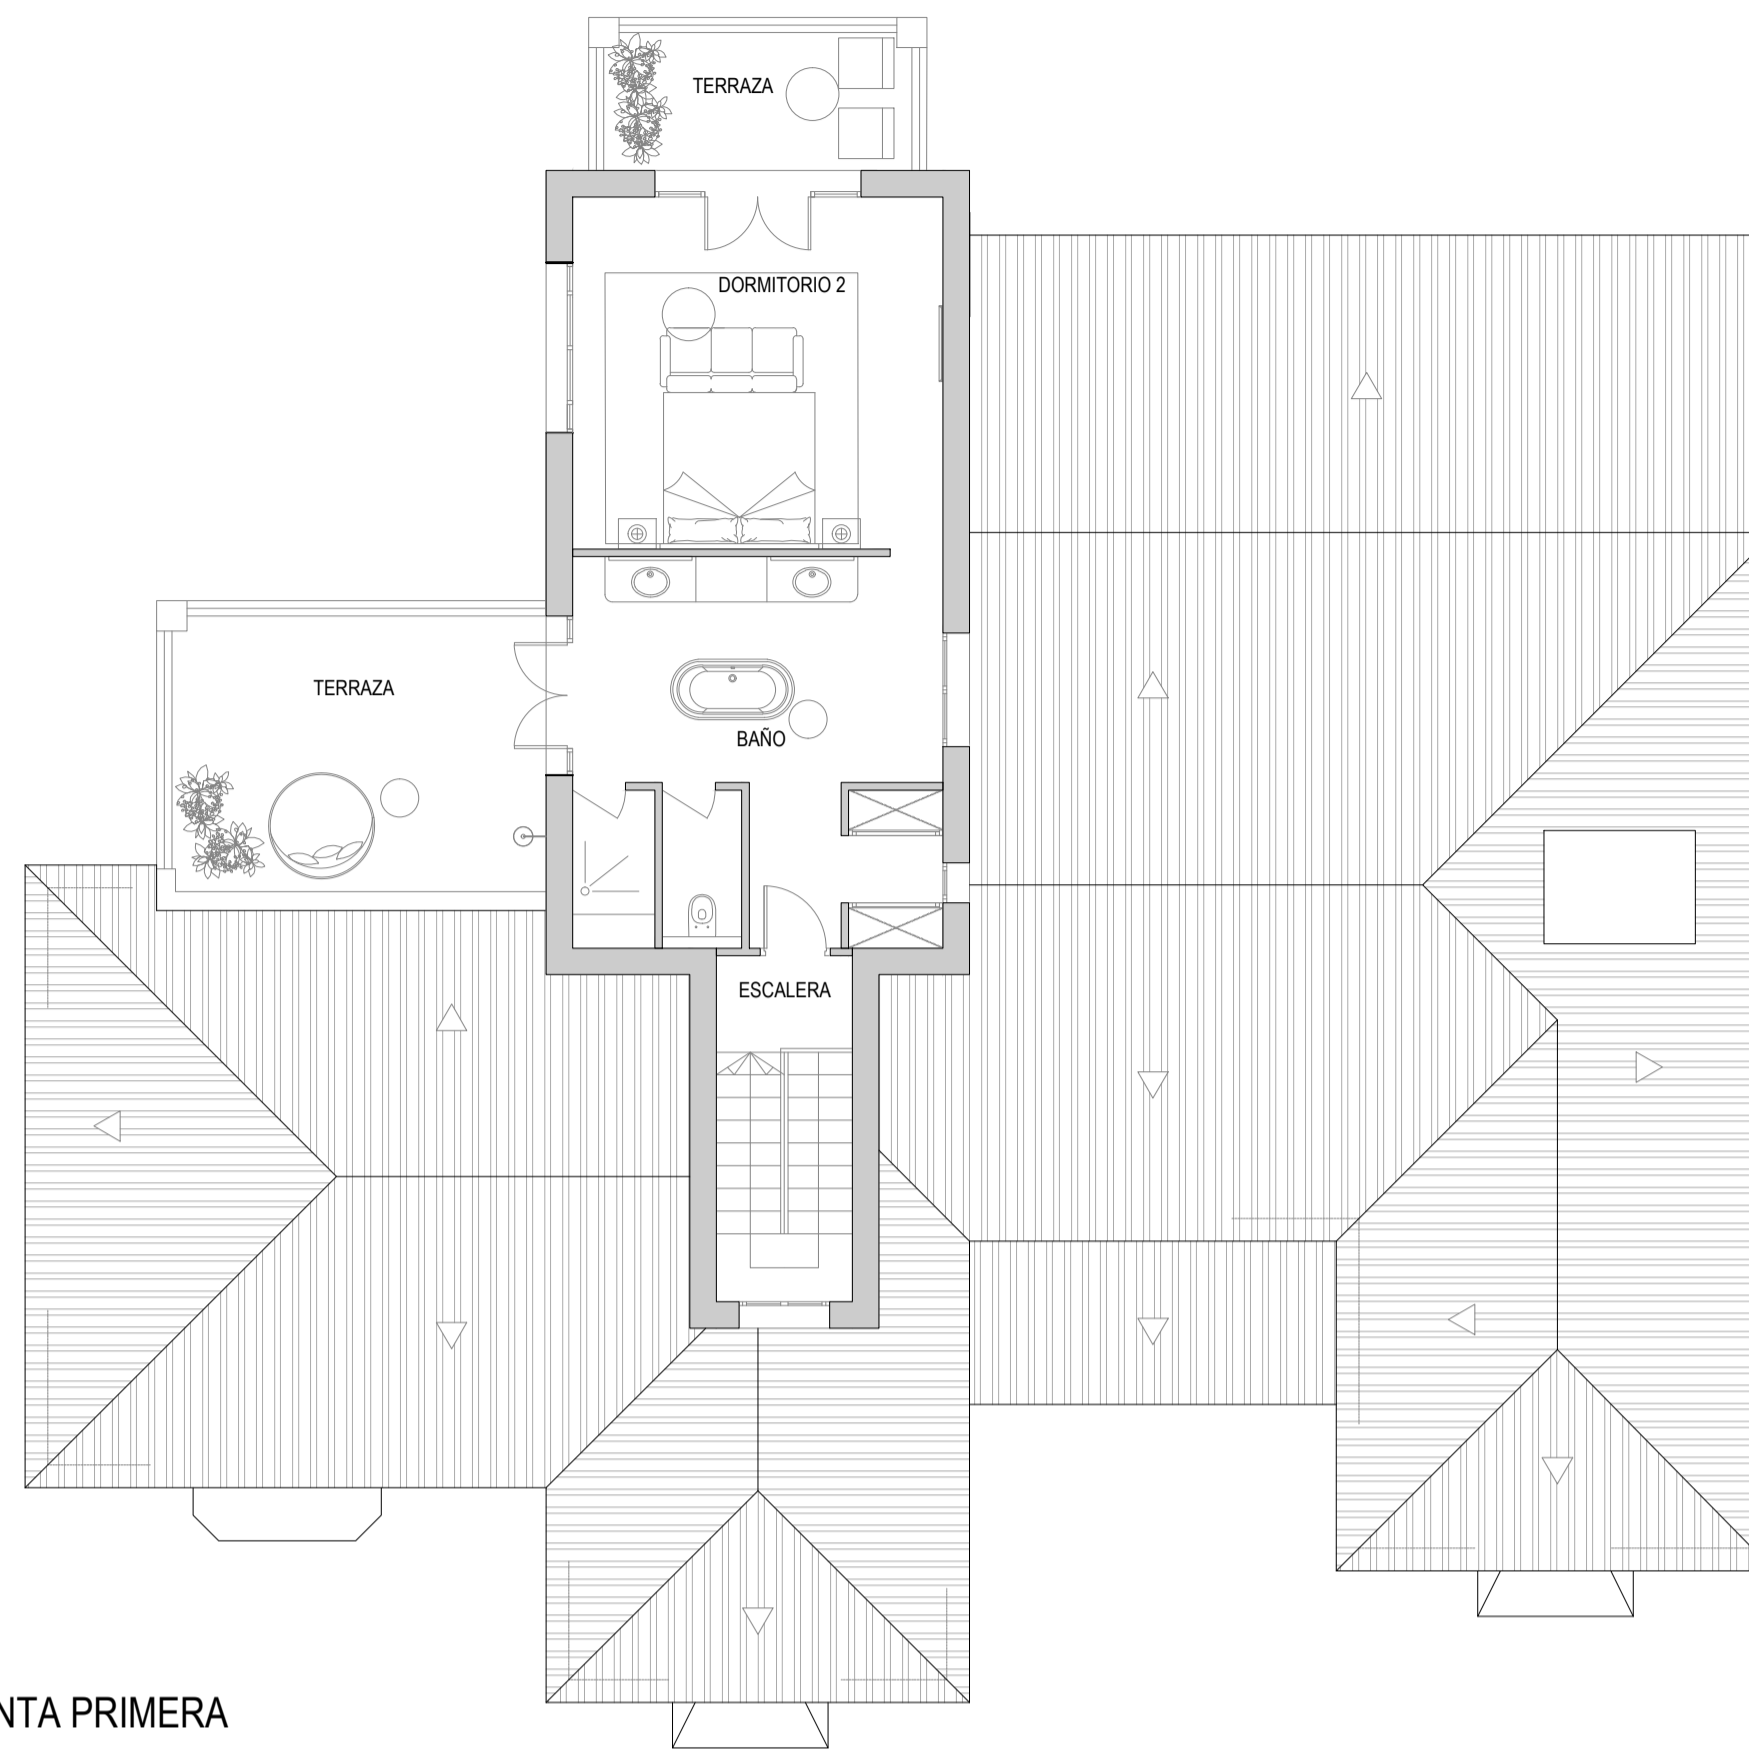 TERRAZA
DORMITORIO 2
TERRAZA
BAÑO
ESCALERA
NTA PRIMERA